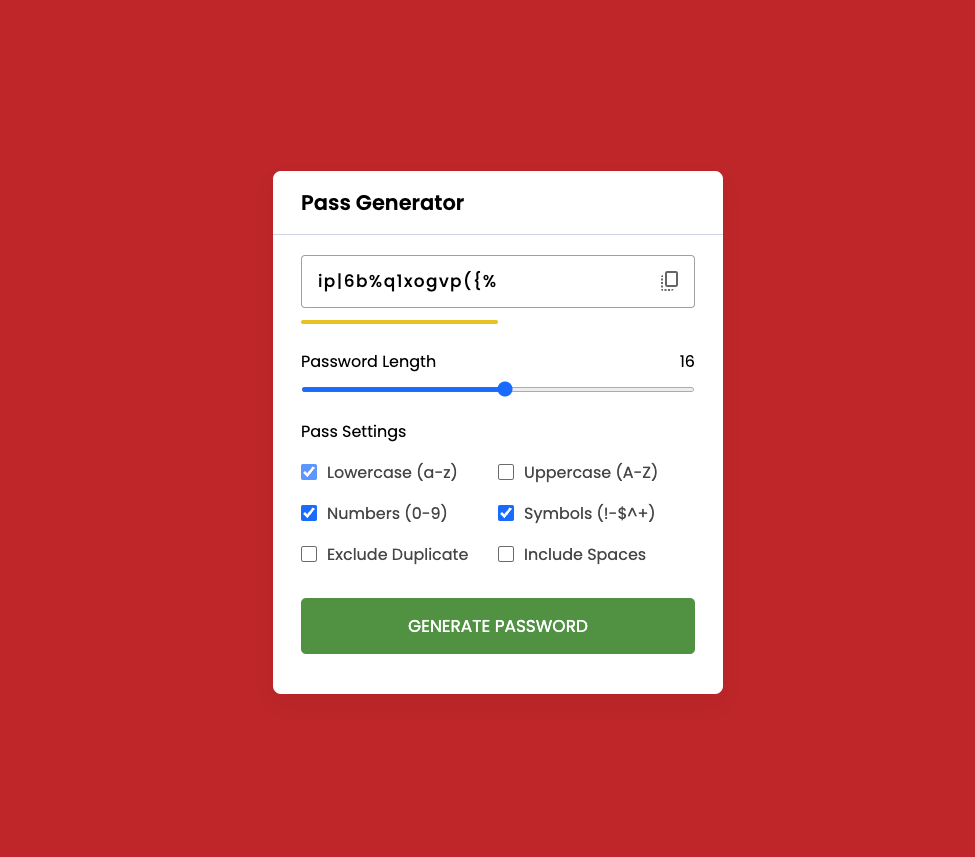 Pass Generator
ip|6b%q1xogvp({%
Password Length 16
Pass Settings
Lowercase (a-z) Uppercase (A-Z)
Numbers (0-9) Symbols (!-$^+)
Exclude Duplicate Include Spaces
GENERATE PASSWORD